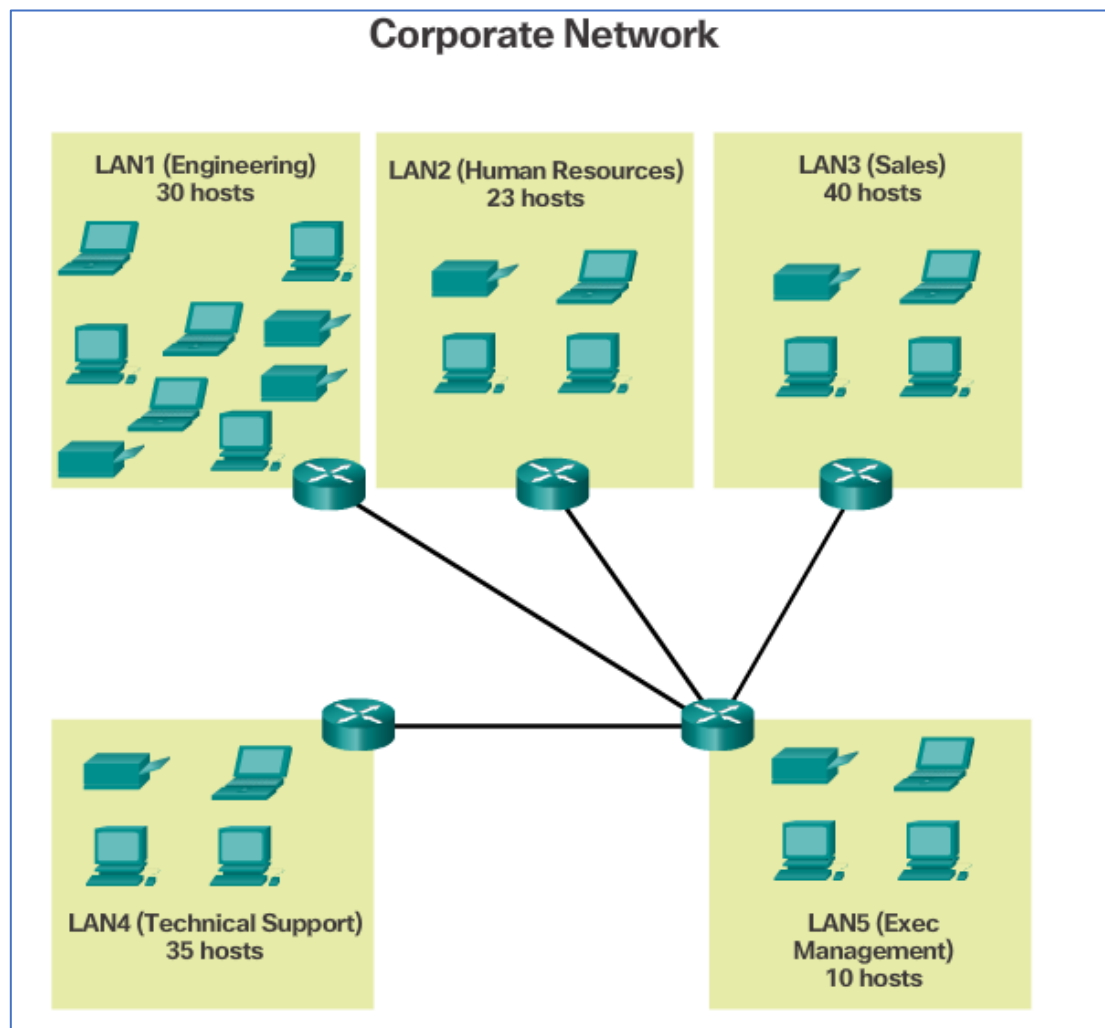 Corporate Network
LAN1 (Engineering)
30 hosts
LAN2 (Human Resources)
23 hosts
LAN3 (Sales)
40 hosts
LAN4 (Technical Support)
35 hosts
LAN5 (Exec
Management)
10 hosts